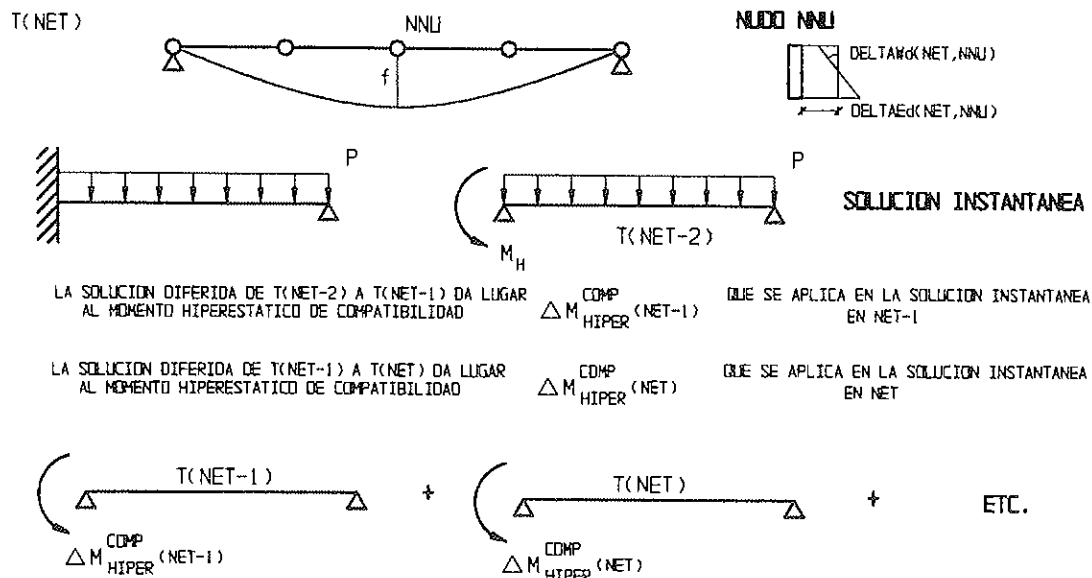 T(NET)
NNU
NUDO NNU
f
DELTAWd(NET,NNU)
DELTAEd(NET,NNU)
P
P
SOLUCION INSTANTANEA
T(NET-2)
M H
LA SOLUCION DIFERIDA DE T(NET-2) A T(NET-1) DA LUGAR
AL MOMENTO HIPERESTATICO DE COMPATIBILIDAD
△ M COMP HIPER (NET-1)
QUE SE APLICA EN LA SOLUCION INSTANTANEA
EN NET-1
LA SOLUCION DIFERIDA DE T(NET-1) A T(NET) DA LUGAR
AL MOMENTO HIPERESTATICO DE COMPATIBILIDAD
△ M COMP HIPER (NET)
QUE SE APLICA EN LA SOLUCION INSTANTANEA
EN NET
T(NET-1)
+
T(NET)
+
ETC.
△ M COMP HIPER (NET-1)
△ M COMP HIPER (NET)